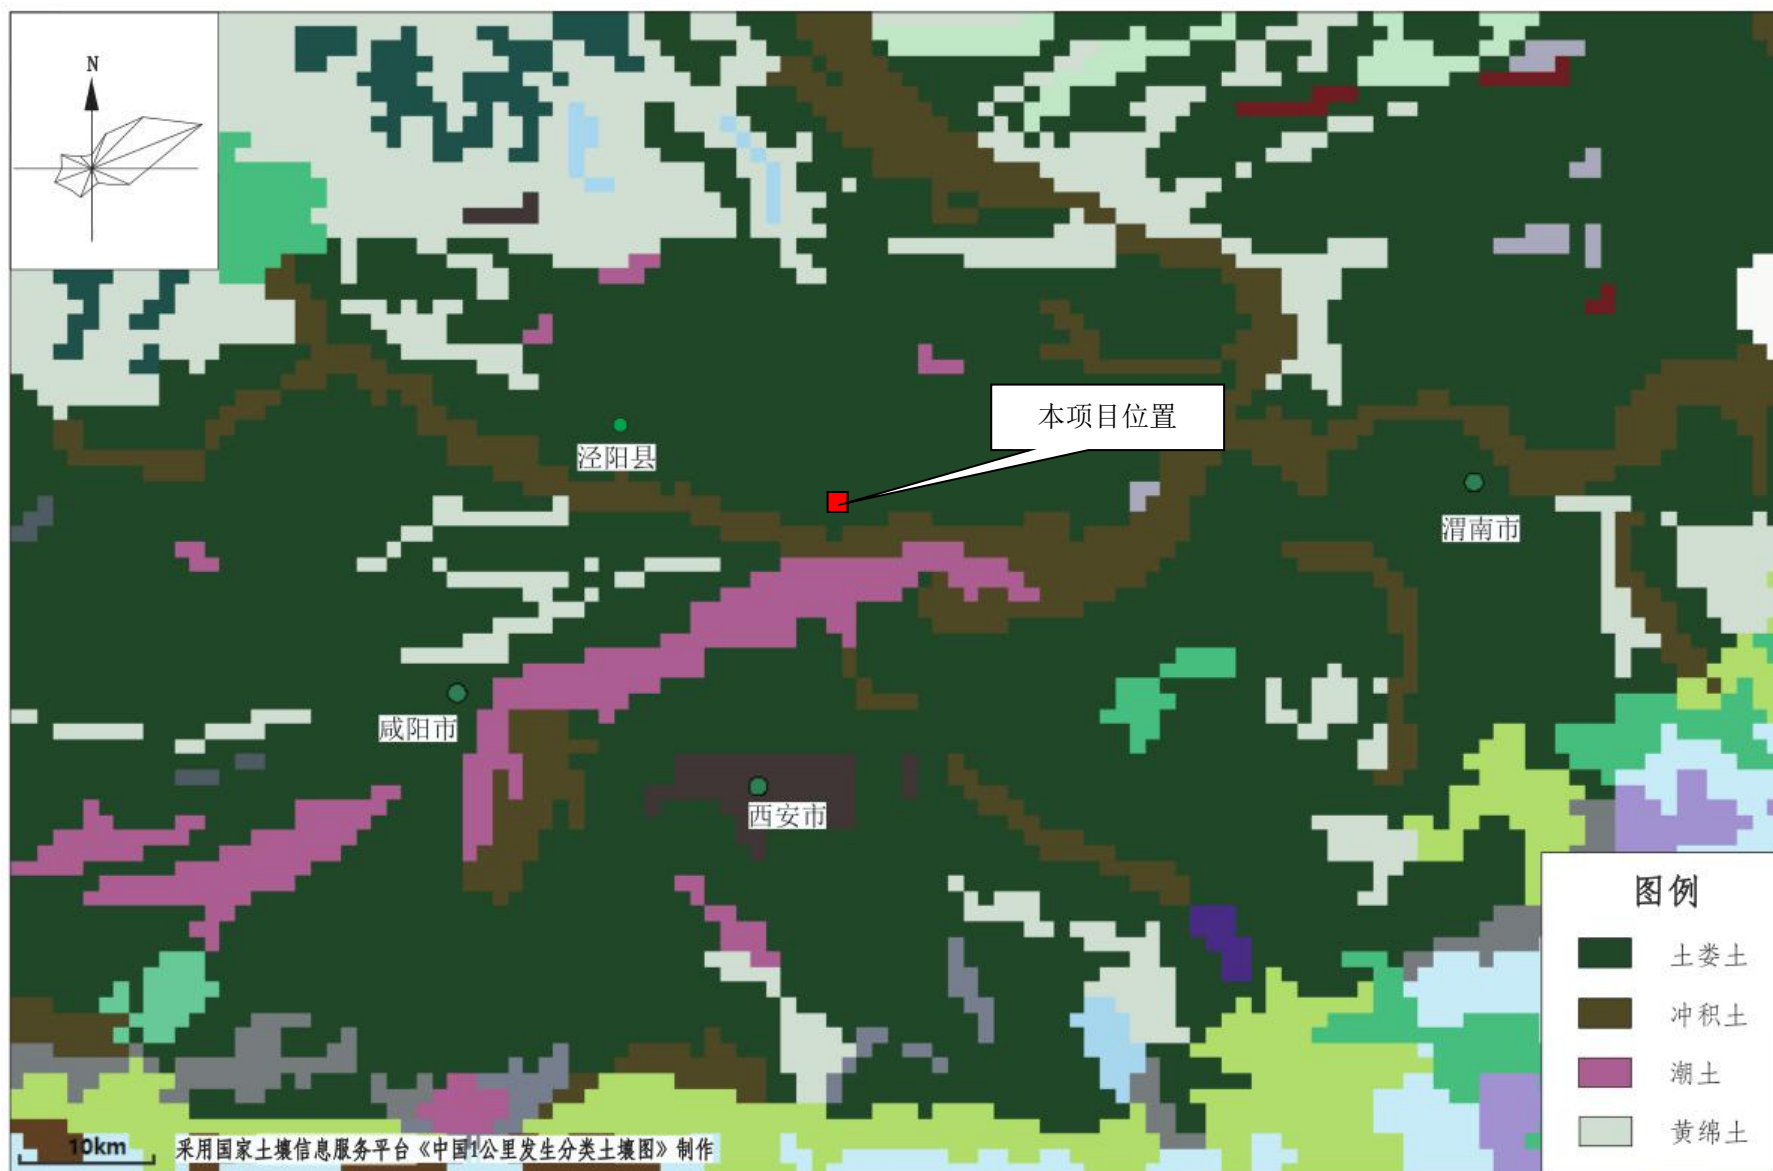 N
本项目位置
泾阳县
渭南市
咸阳市
西安市
图例
土娄土
冲积土
潮土
黄绵土
10km
采用国家土壤信息服务平台《中国1公里发生分类土壤图》制作